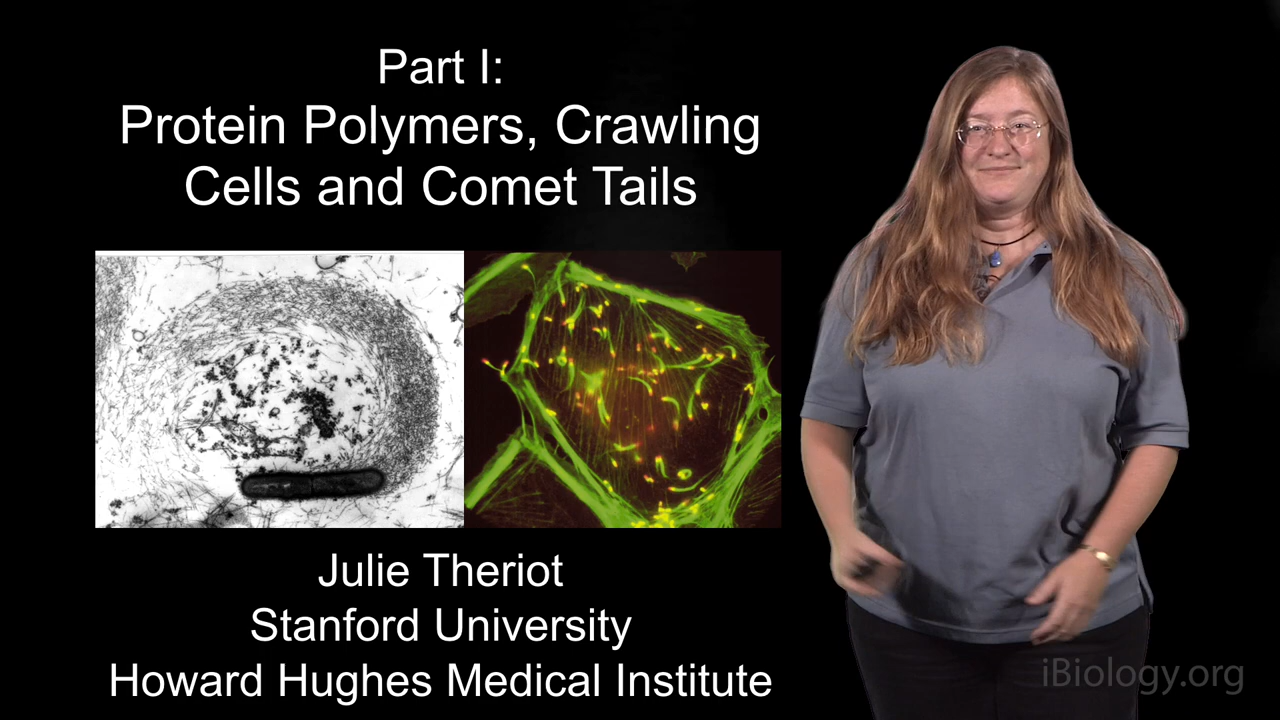 Part I:
Protein Polymers, Crawling
Cells and Comet Tails
Julie Theriot
Stanford University
Howard Hughes Medical Institute
iBiology.org